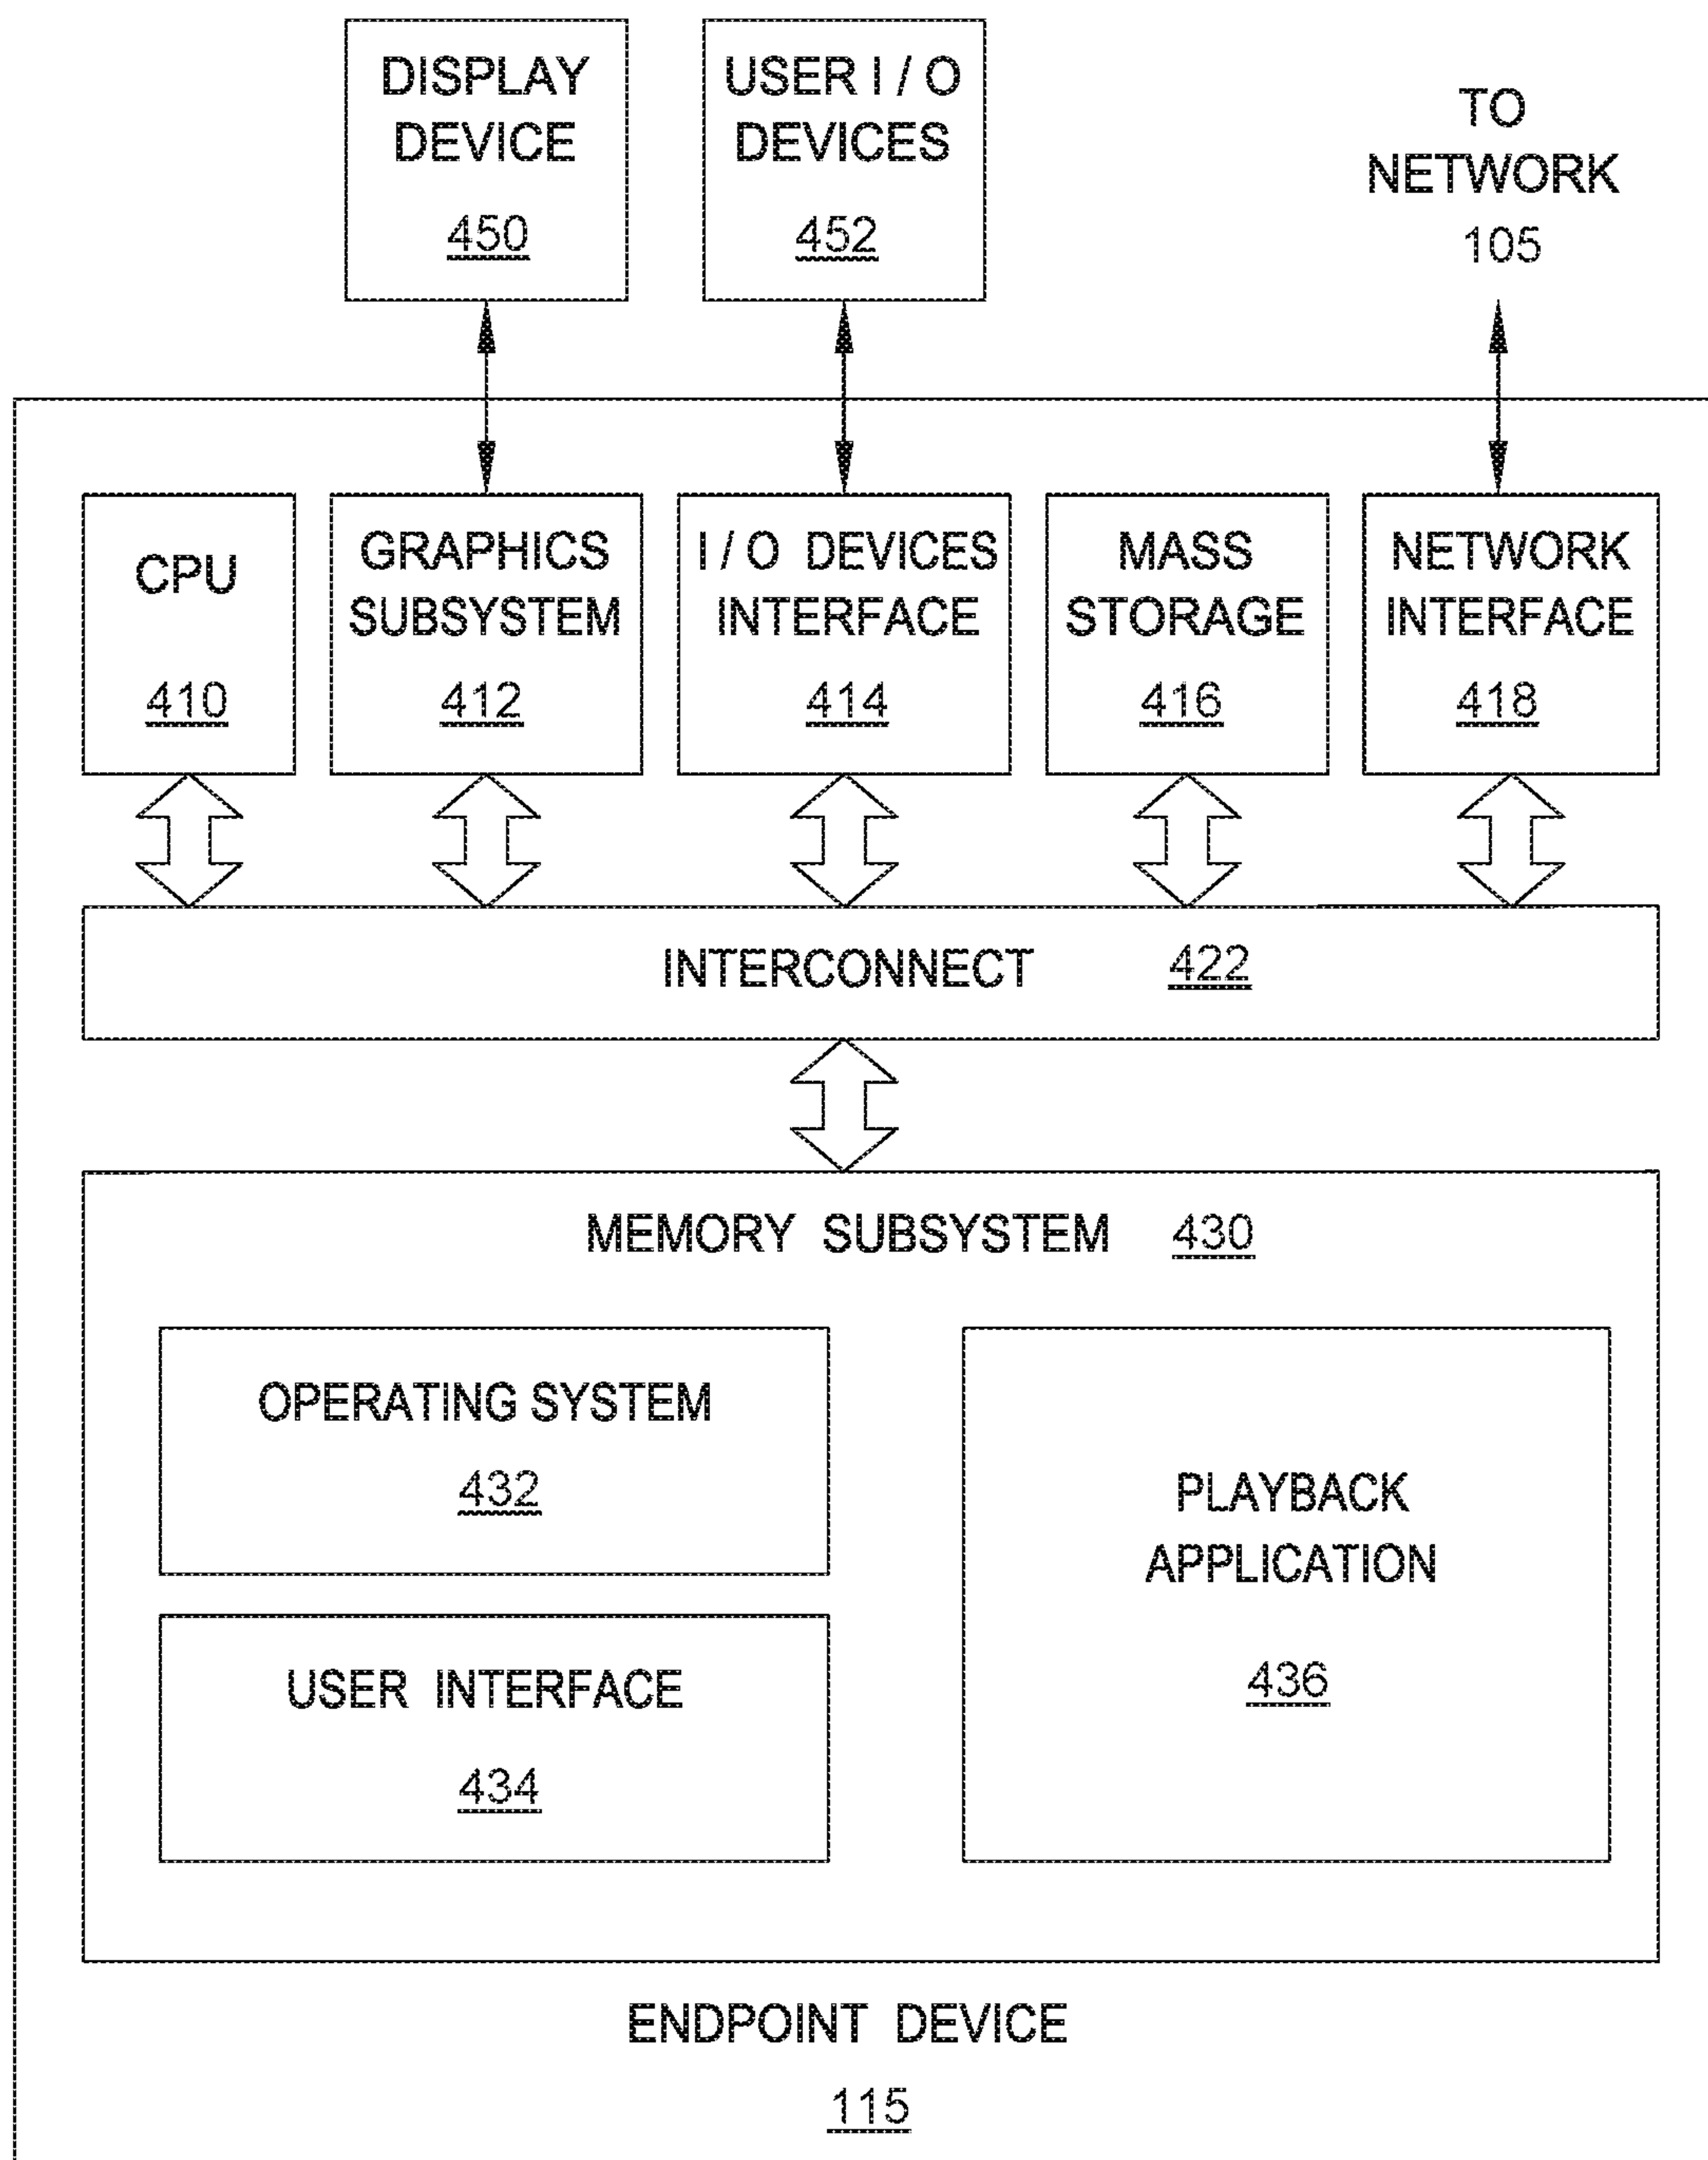 DISPLAY
DEVICE
450
USER I / O
DEVICES
452
TO
NETWORK
105
CPU
410
GRAPHICS
SUBSYSTEM
412
I / O DEVICES
INTERFACE
414
MASS
STORAGE
416
NETWORK
INTERFACE
418
INTERCONNECT 422
MEMORY SUBSYSTEM 430
OPERATING SYSTEM
432
USER INTERFACE
434
PLAYBACK
APPLICATION
436
ENDPOINT DEVICE
115